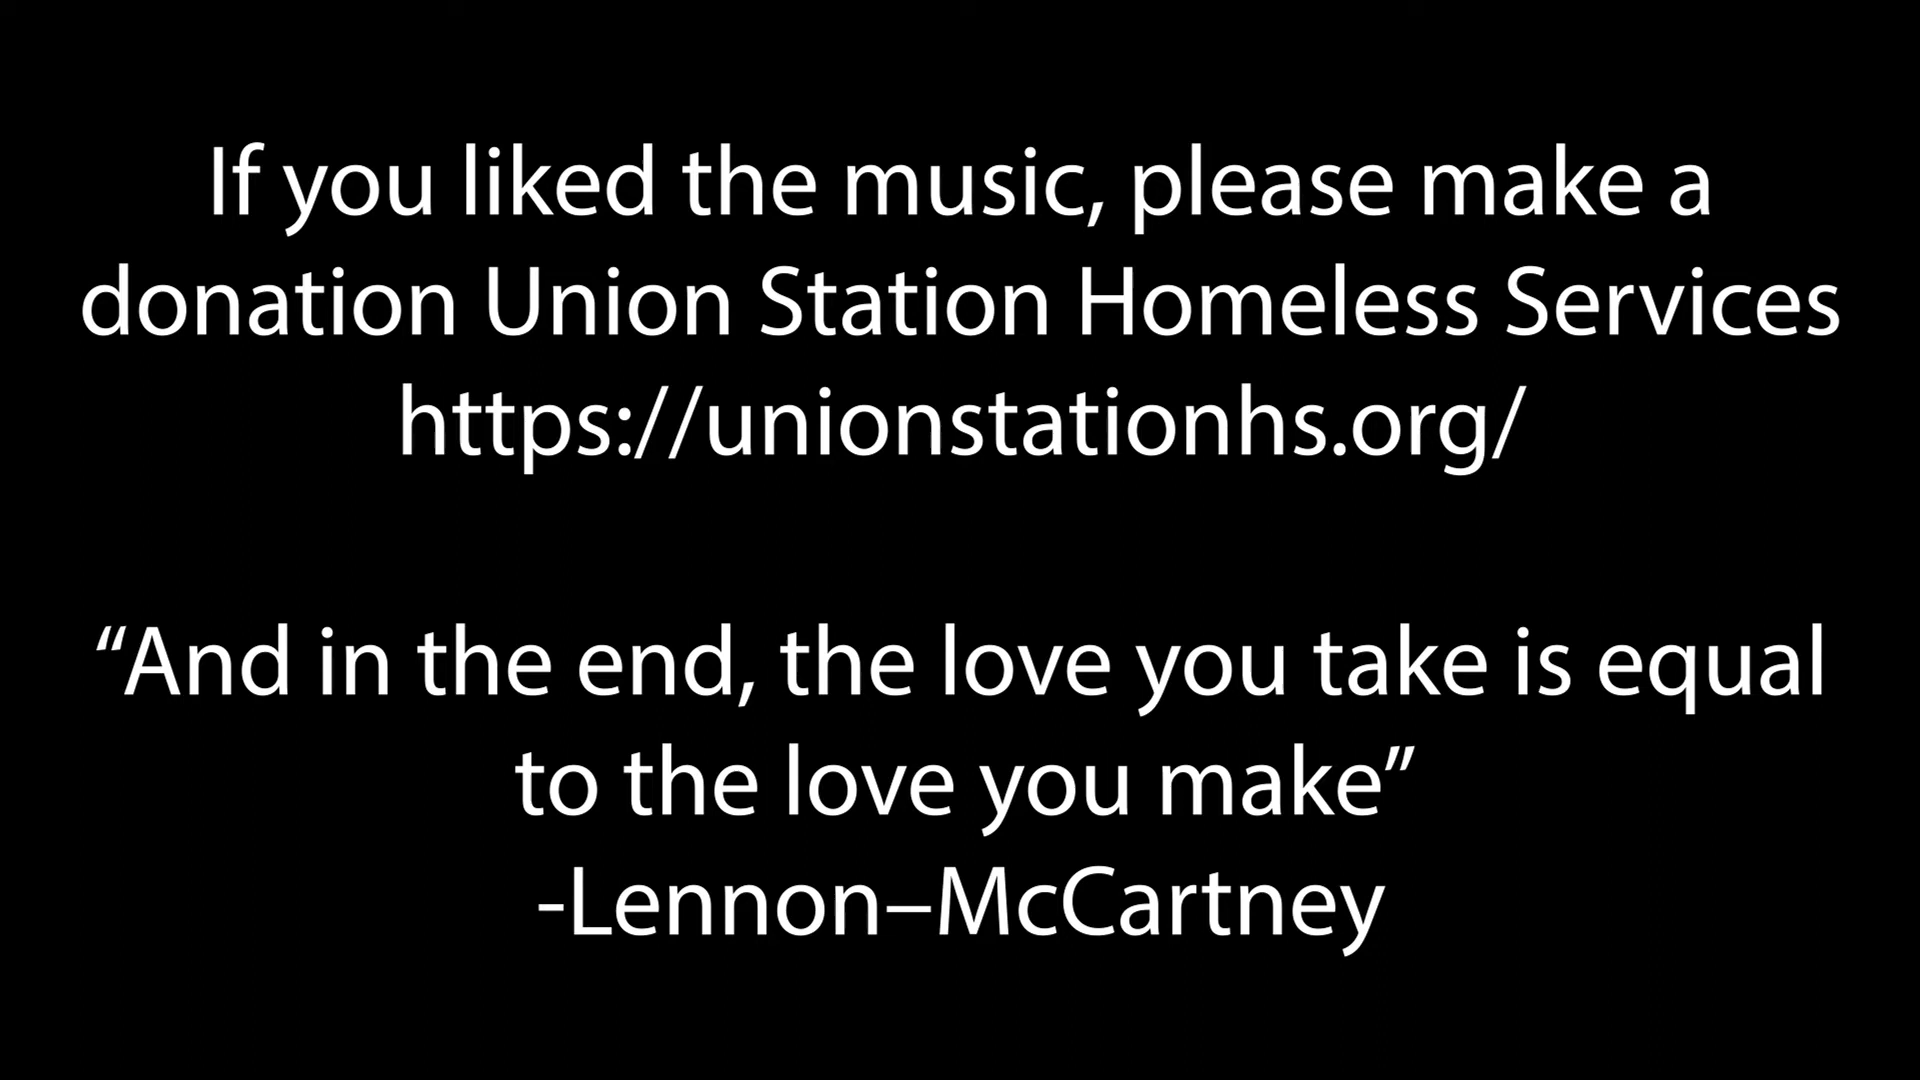 If you liked the music, please make a
donation Union Station Homeless Services
https://unionstationhs.org/
“And in the end, the love you take is equal
to the love you make”
-Lennon–McCartney